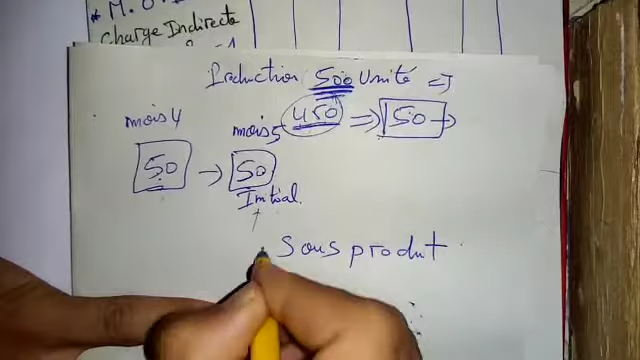 * M.O
Charge Indirecte
Production 500 Unité =>
mois 4
mois 5 450 => 50 ->
50 -> 50
Initial.
Sous produit